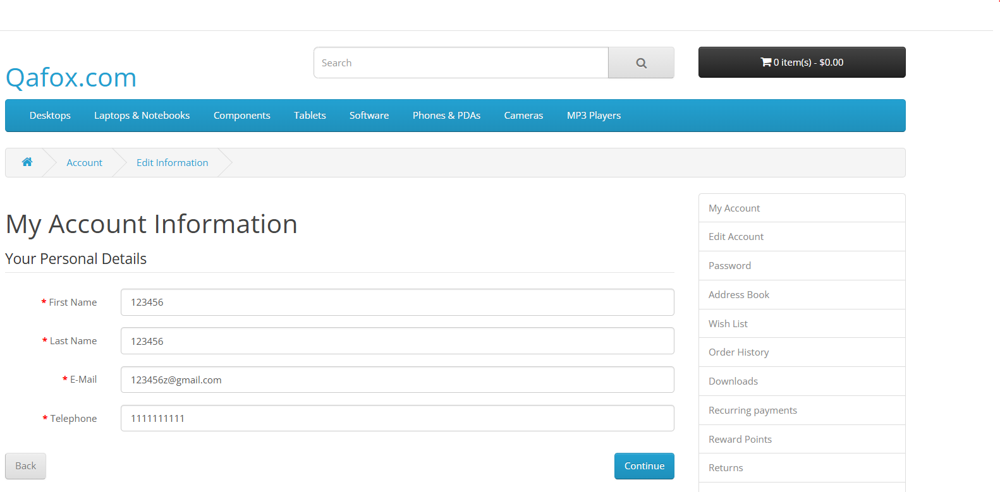 Search
0 item(s) - $0.00
Qafox.com
Desktops Laptops & Notebooks Components Tablets Software Phones & PDAs Cameras MP3 Players
Account Edit Information
My Account Information
Your Personal Details
* First Name 123456
* Last Name 123456
* E-Mail 123456z@gmail.com
* Telephone 1111111111
Back Continue
My Account
Edit Account
Password
Address Book
Wish List
Order History
Downloads
Recurring payments
Reward Points
Returns